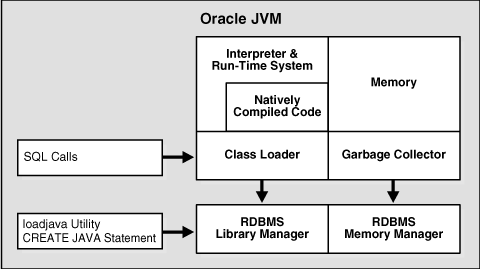 Oracle JVM
Interpreter &
Run-Time System
Memory
Natively
Compiled Code
SQL Calls
Class Loader
Garbage Collector
loadjava Utility
CREATE JAVA Statement
RDBMS
Library Manager
RDBMS
Memory Manager